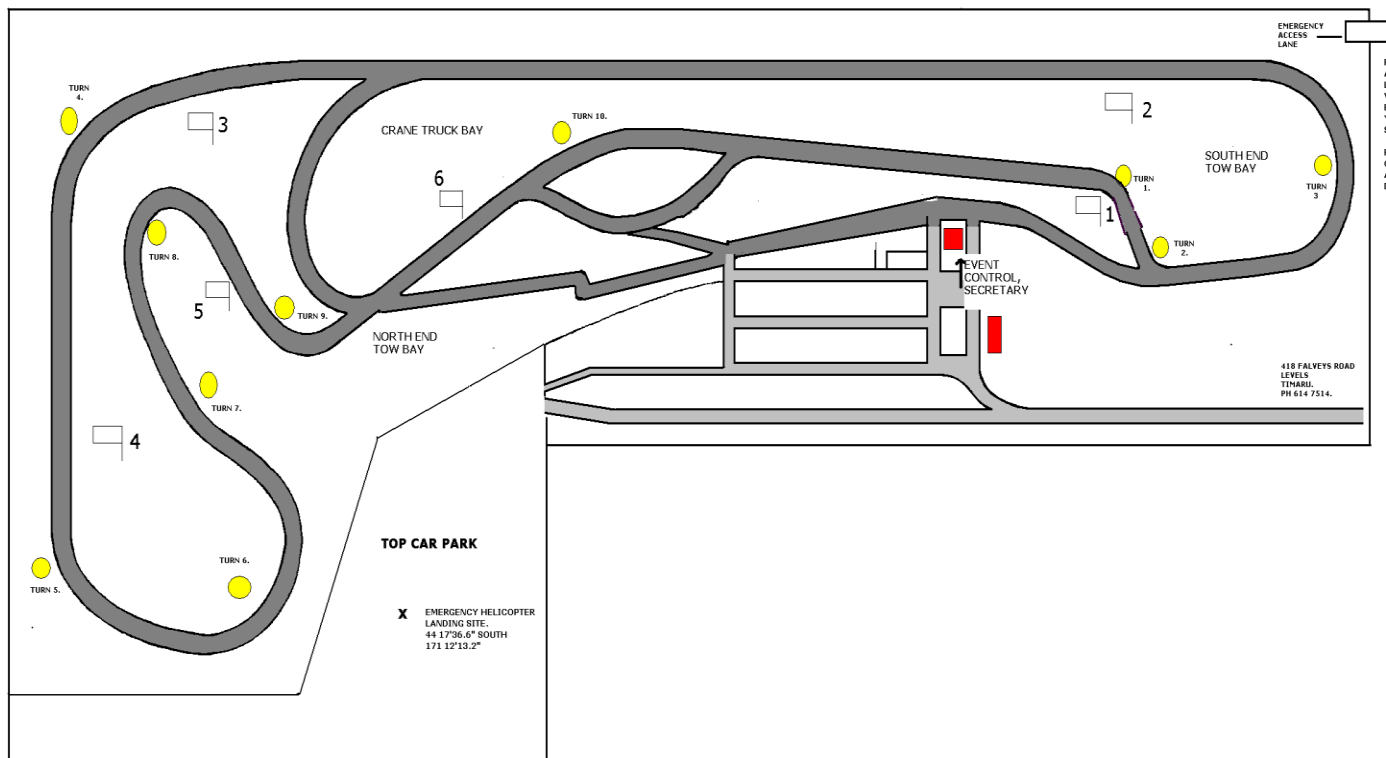 EMERGENCY
ACCESS
LANE
TURN
4.
3
CRANE TRUCK BAY
TURN 10.
2
SOUTH END
TOW BAY
TURN
1.
TURN
3
6
1
TURN
2.
TURN 8.
5
TURN 9.
NORTH END
TOW BAY
EVENT
CONTROL,
SECRETARY
418 FALVEYS ROAD
LEVELS
TIMARU.
PH 614 7514.
TURN 7.
4
TOP CAR PARK
TURN 6.
TURN 5.
X
EMERGENCY HELICOPTER
LANDING SITE.
44 17'36.6" SOUTH
171 12'13.2"